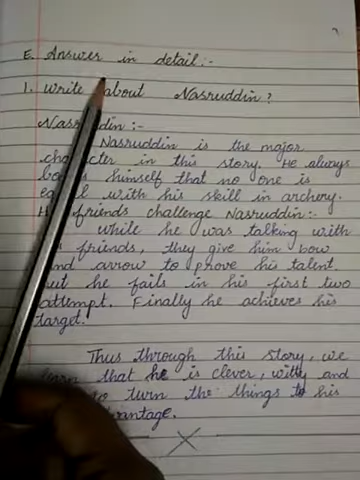 E. Answer in detail:-
1. Write about Nasruddin?
Nasruddin :-
Nasruddin is the major
character in this story. He always
himself that no one is
with his skill in archery.
friends challenge Nasruddin:-
while he was talking with
friends, they give him bow
and arrow to prove his talent.
but he fails in his first two
attempt. Finally he achieves his
target.
Thus through this story, we
learn that he is clever, witty and
to turn the things to his
advantage.